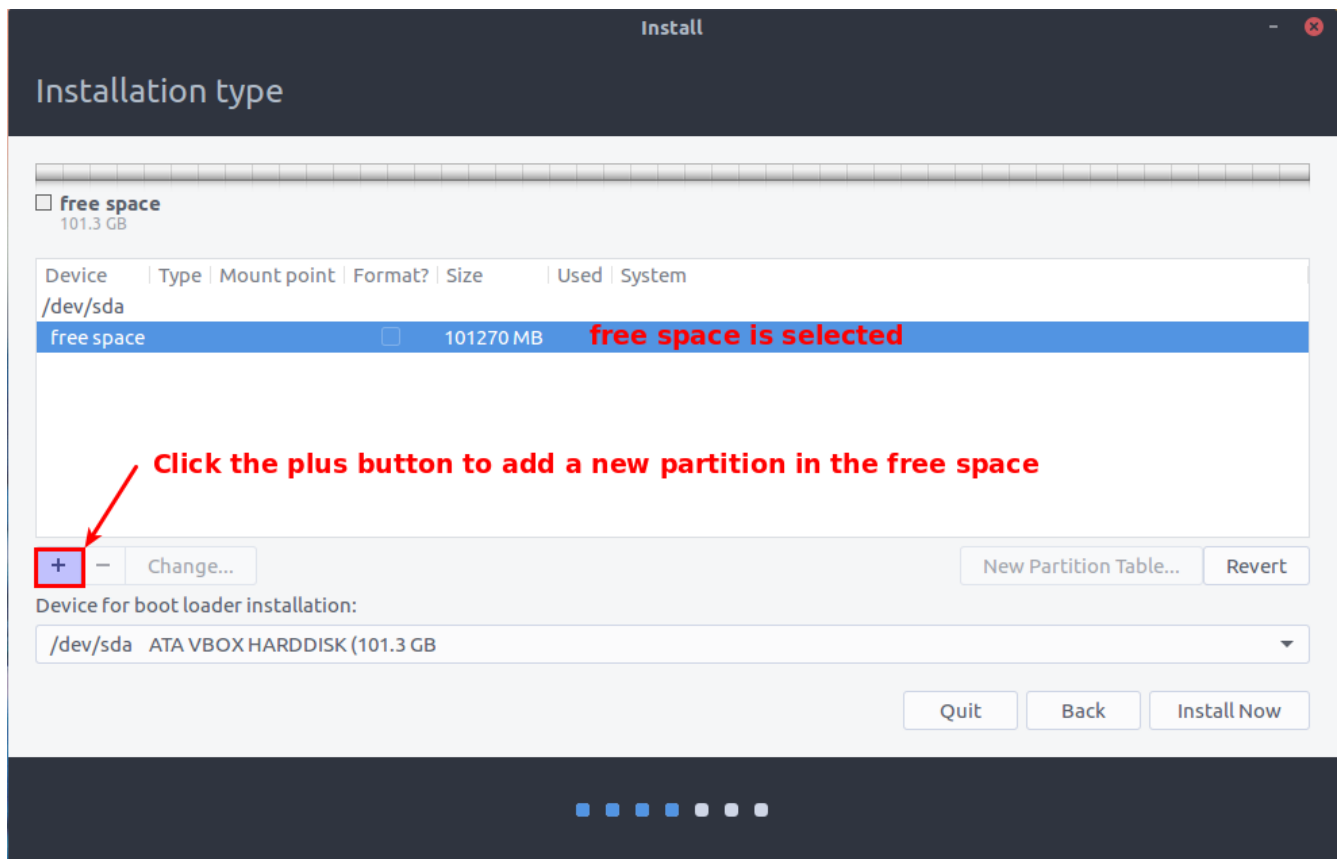 Install
Installation type
free space
101.3 GB
Device Type Mount point Format? Size Used System
/dev/sda
free space 101270 MB free space is selected
Click the plus button to add a new partition in the free space
+ − Change... New Partition Table... Revert
Device for boot loader installation:
/dev/sda ATA VBOX HARDDISK (101.3 GB
Quit Back Install Now